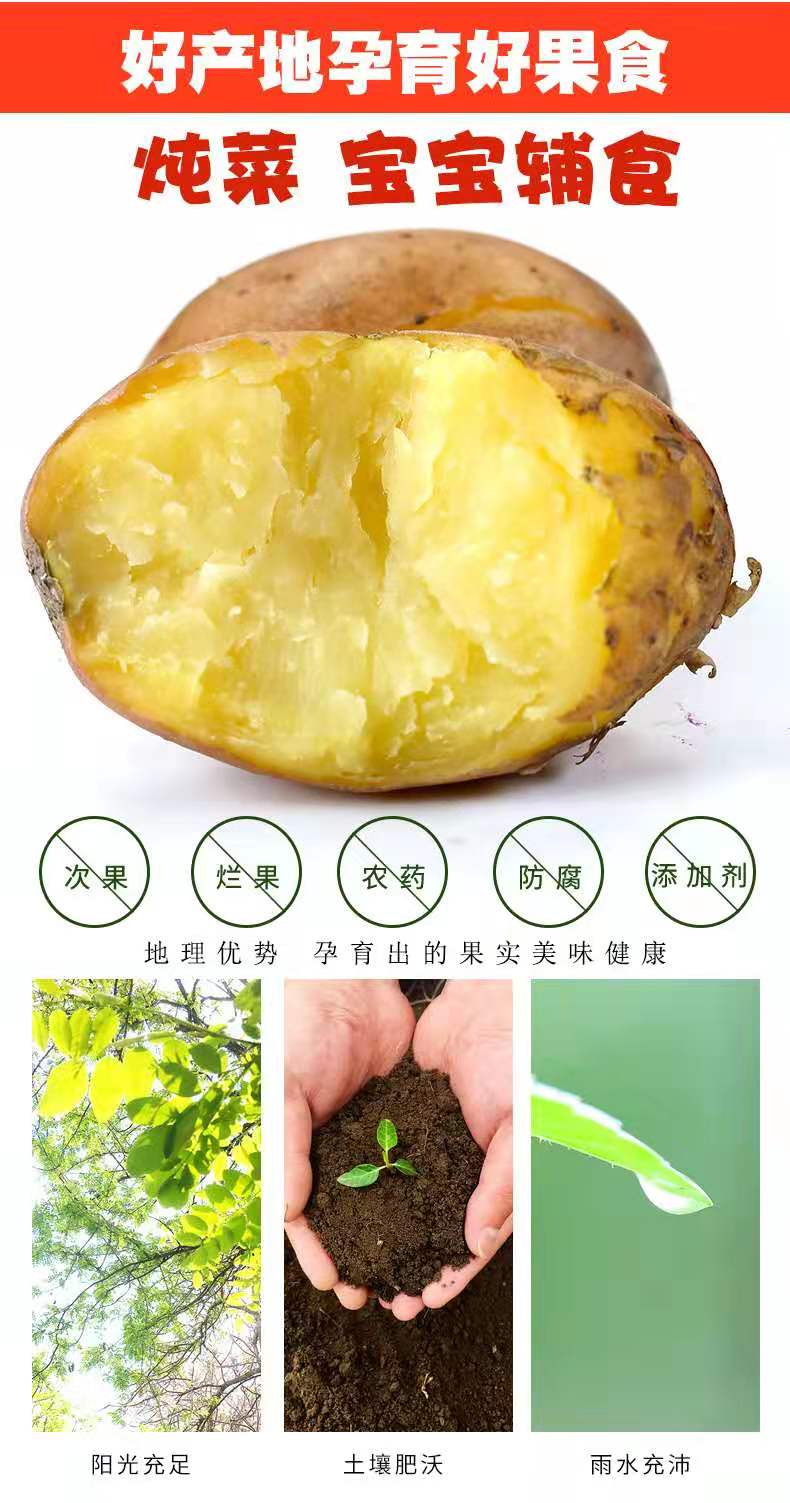 好产地孕育好果食
炖菜 宝宝辅食
次果 烂果 农药 防腐 添加剂
地理优势 孕育出的果实美味健康
阳光充足 土壤肥沃 雨水充沛